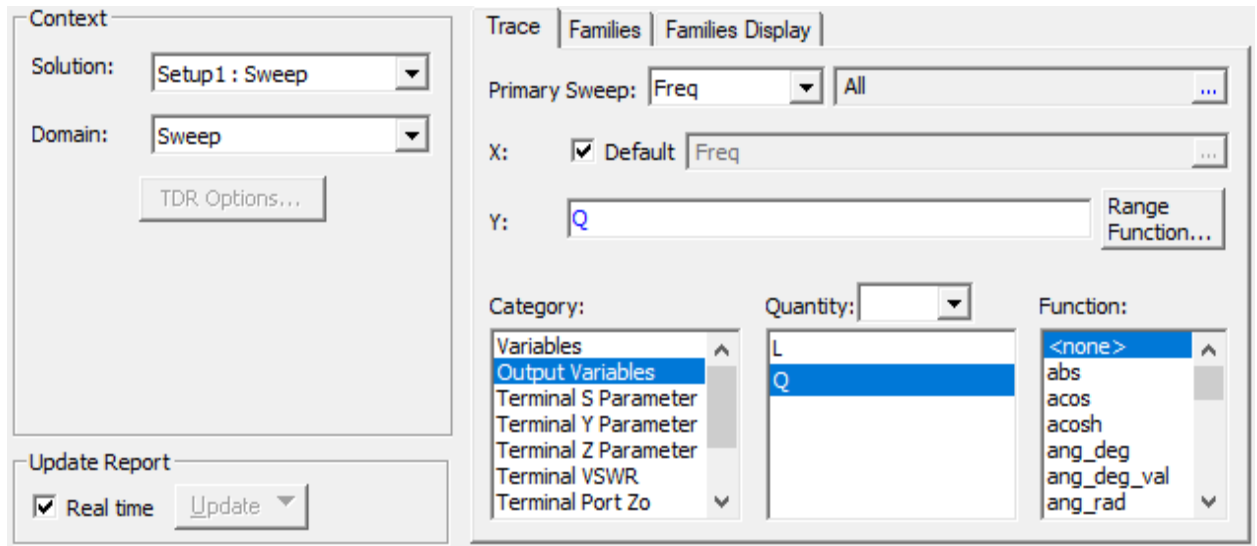 Context
Solution: Setup1 : Sweep
Domain: Sweep
TDR Options...
Update Report
Real time Update
Trace Families Families Display
Primary Sweep: Freq All ...
X: Default Freq ...
Y: Q Range
Function...
Category: Quantity: Function:
Variables L <none>
Output Variables Q abs
Terminal S Parameter acos
Terminal Y Parameter acosh
Terminal Z Parameter ang_deg
Terminal VSWR ang_deg_val
Terminal Port Zo ang_rad